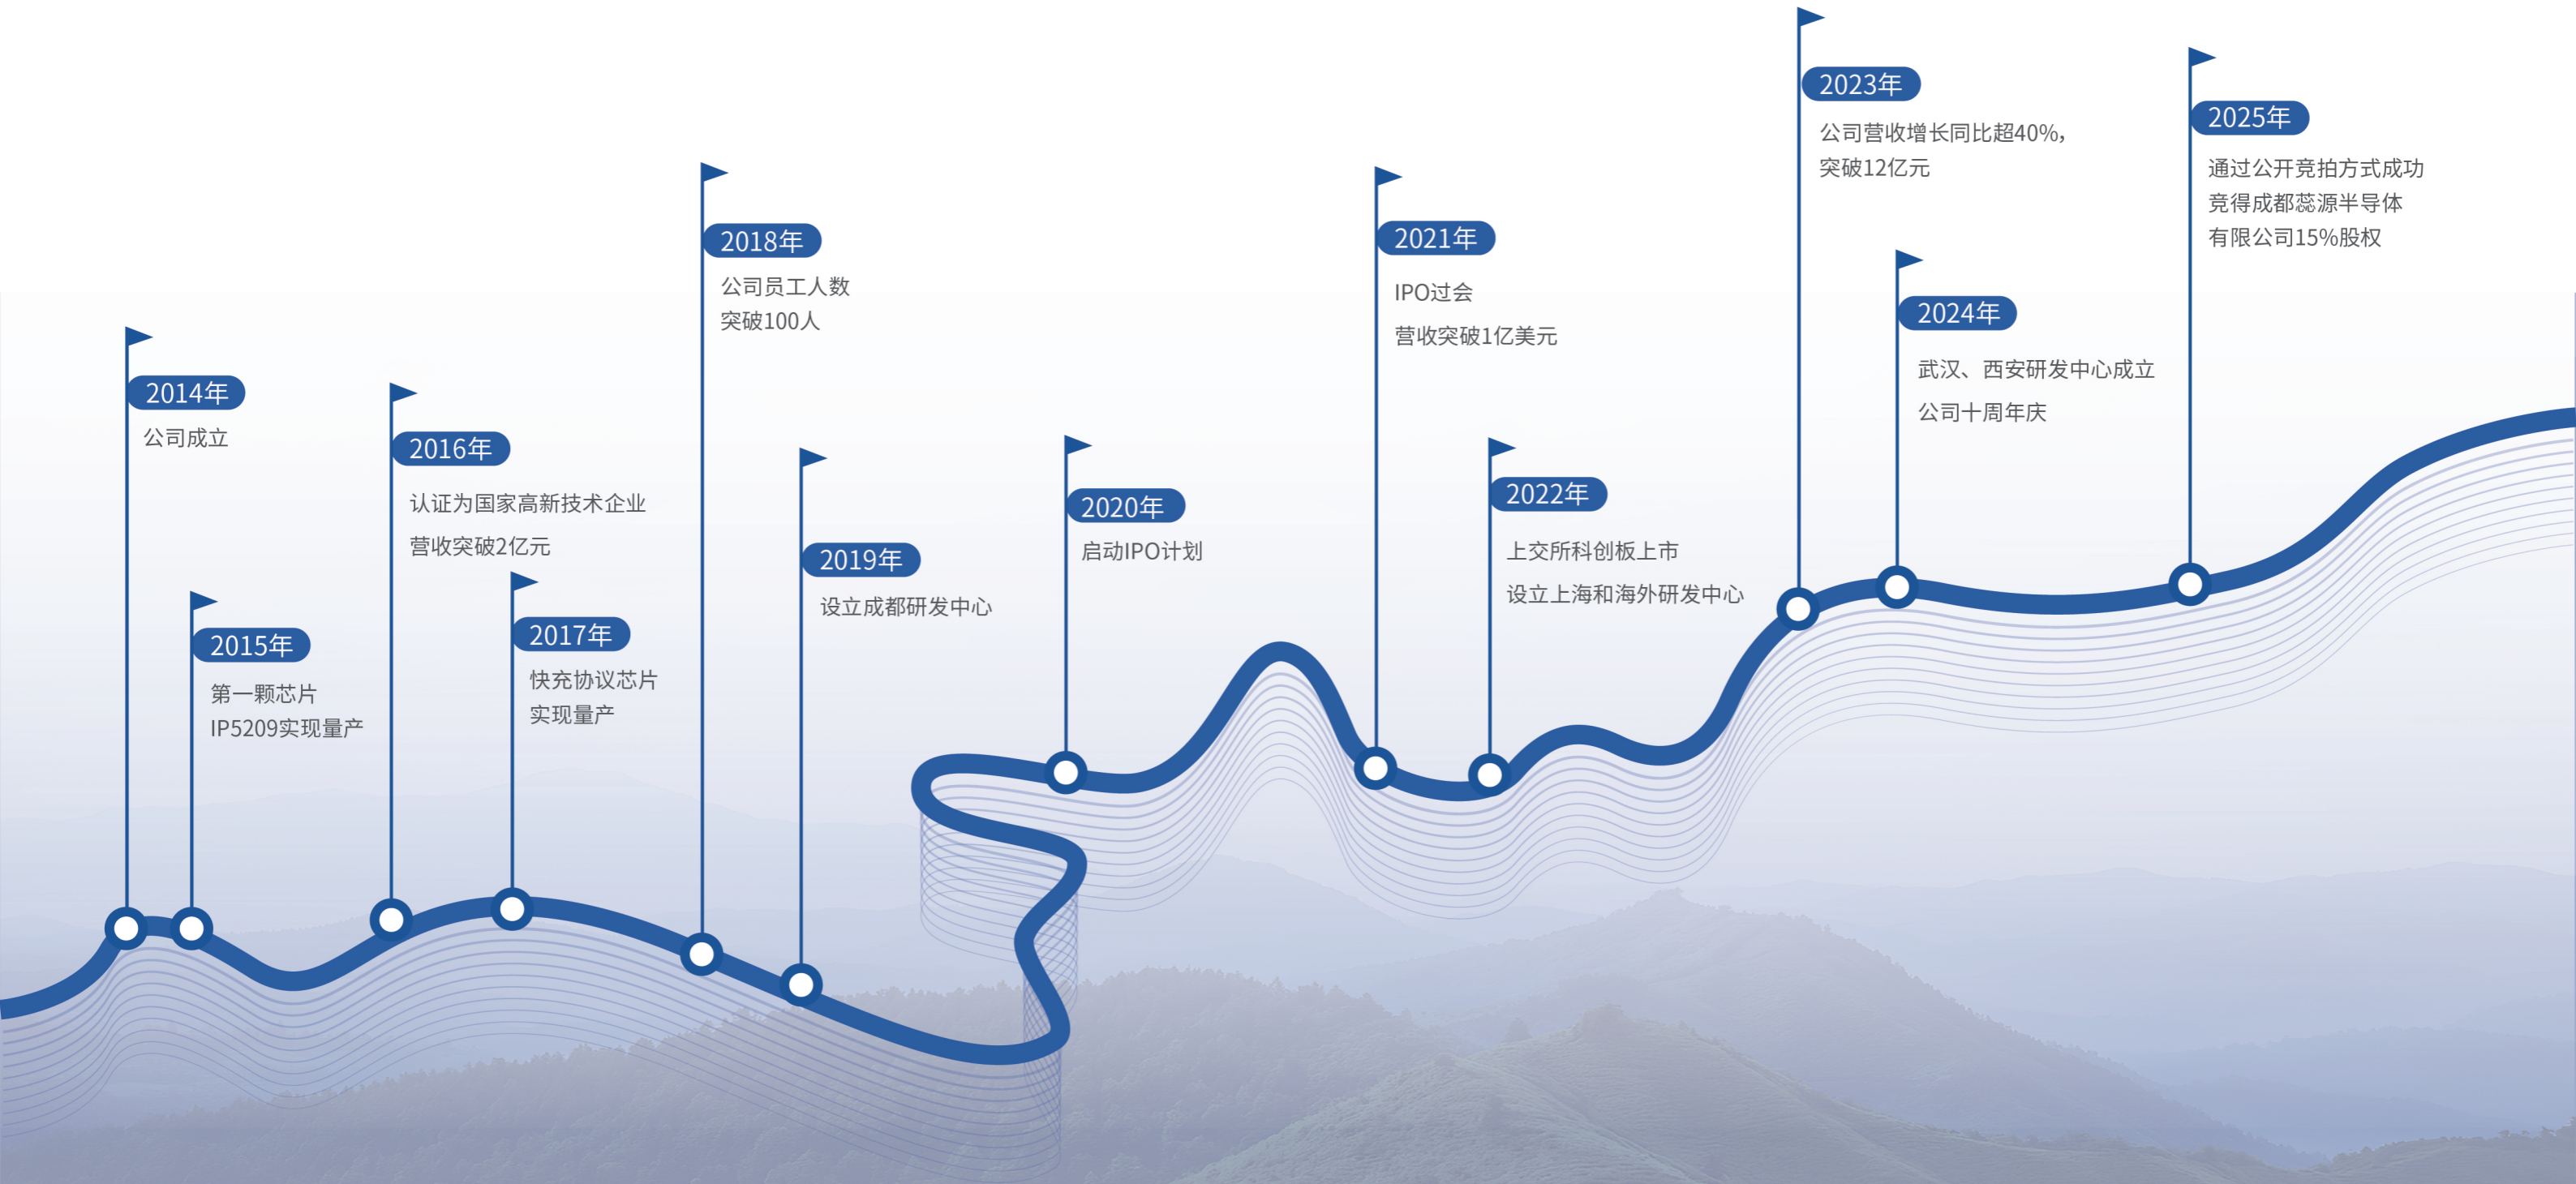 2014年
公司成立
2015年
第一颗芯片
IP5209实现量产
2016年
认证为国家高新技术企业
营收突破2亿元
2017年
快充协议芯片
实现量产
2018年
公司员工人数
突破100人
2019年
设立成都研发中心
2020年
启动IPO计划
2021年
IPO过会
营收突破1亿美元
2022年
上交所科创板上市
设立上海和海外研发中心
2023年
公司营收增长同比超40%,
突破12亿元
2024年
武汉、西安研发中心成立
公司十周年庆
2025年
通过公开竞拍方式成功
竞得成都蕊源半导体
有限公司15%股权